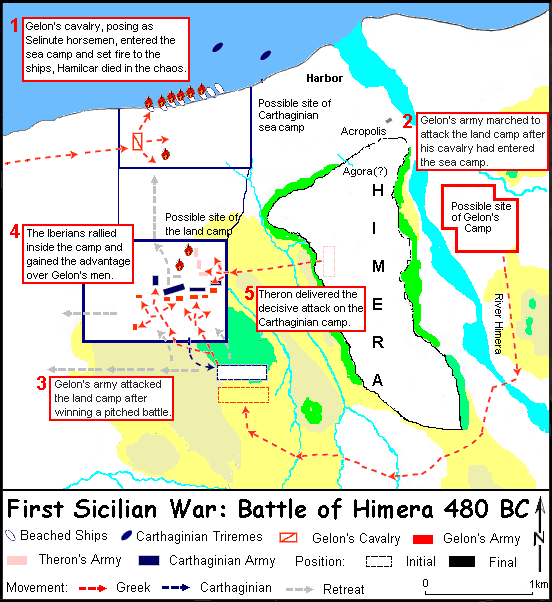 1
Gelon's cavalry, posing as
Selinute horsemen, entered the
sea camp and set fire to the
ships, Hamilcar died in the chaos.
Harbor
Possible site of
Carthaginian
sea camp
Acropolis
2
Gelon's army marched to
attack the land camp after
his cavalry had entered
the sea camp.
Agora(?)
HIMERA
Possible site
of Gelon's
Camp
Possible site of
the land camp
4
The Iberians rallied
inside the camp and
gained the advantage
over Gelon's men.
5
Theron delivered the
decisive attack on the
Carthaginian camp.
River Himera
3
Gelon's army attacked
the land camp after
winning a pitched battle.
First Sicilian War: Battle of Himera 480 BC
N
Beached Ships
Carthaginian Triremes
Gelon's Cavalry
Gelon's Army
Theron's Army
Carthaginian Army
Position:
Initial
Final
Movement:
Greek
Carthaginian
Retreat
0
1km